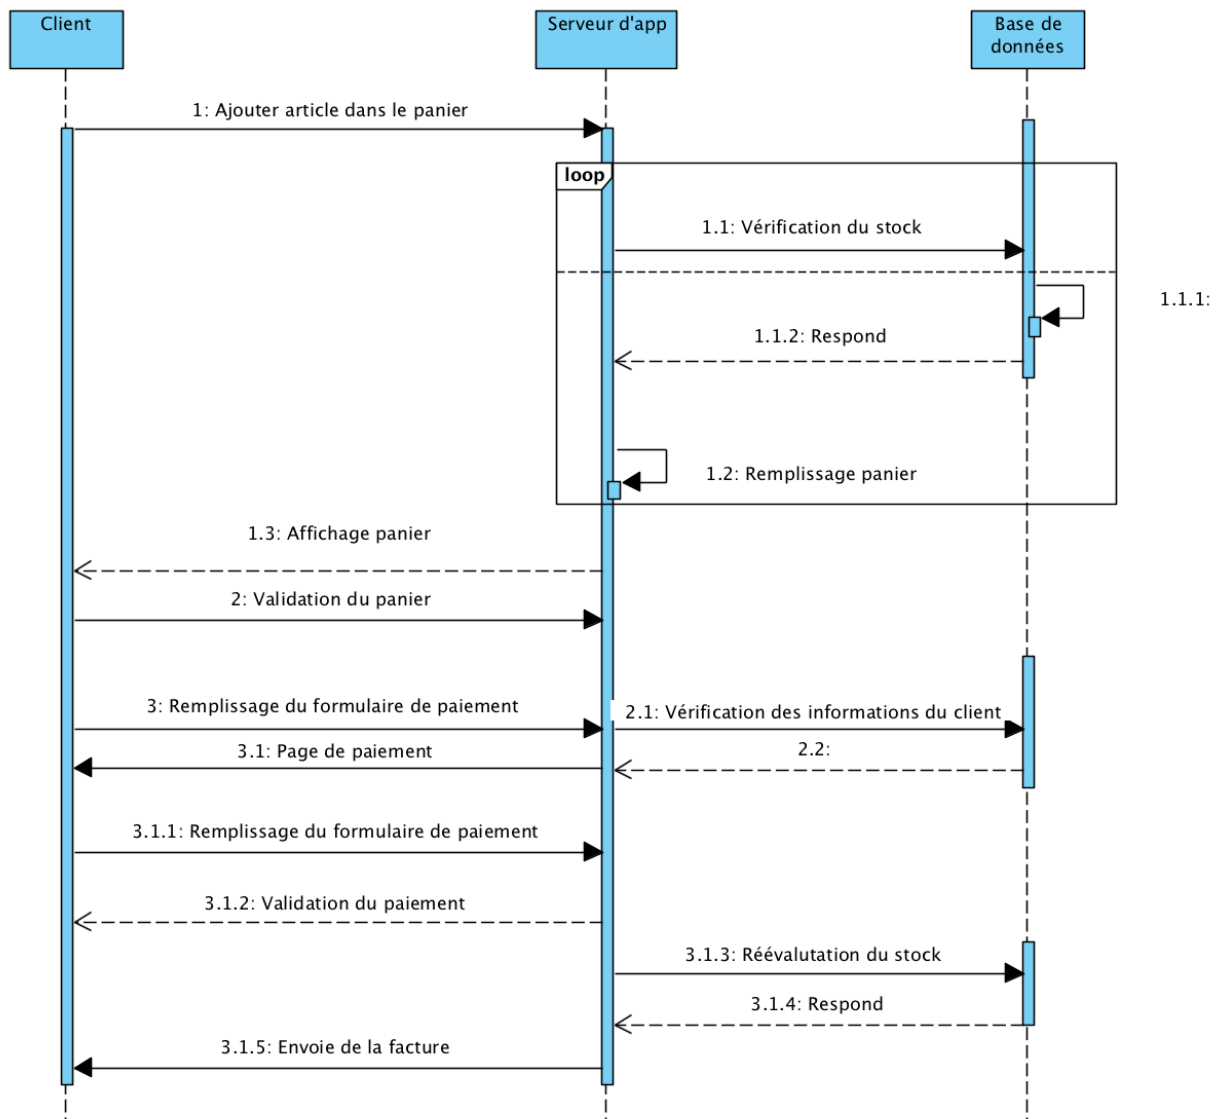 Client
Serveur d'app
Base de
données
1: Ajouter article dans le panier
loop
1.1: Vérification du stock
1.1.1:
1.1.2: Respond
1.2: Remplissage panier
1.3: Affichage panier
2: Validation du panier
3: Remplissage du formulaire de paiement
2.1: Vérification des informations du client
3.1: Page de paiement
2.2:
3.1.1: Remplissage du formulaire de paiement
3.1.2: Validation du paiement
3.1.3: Réévalutation du stock
3.1.4: Respond
3.1.5: Envoie de la facture